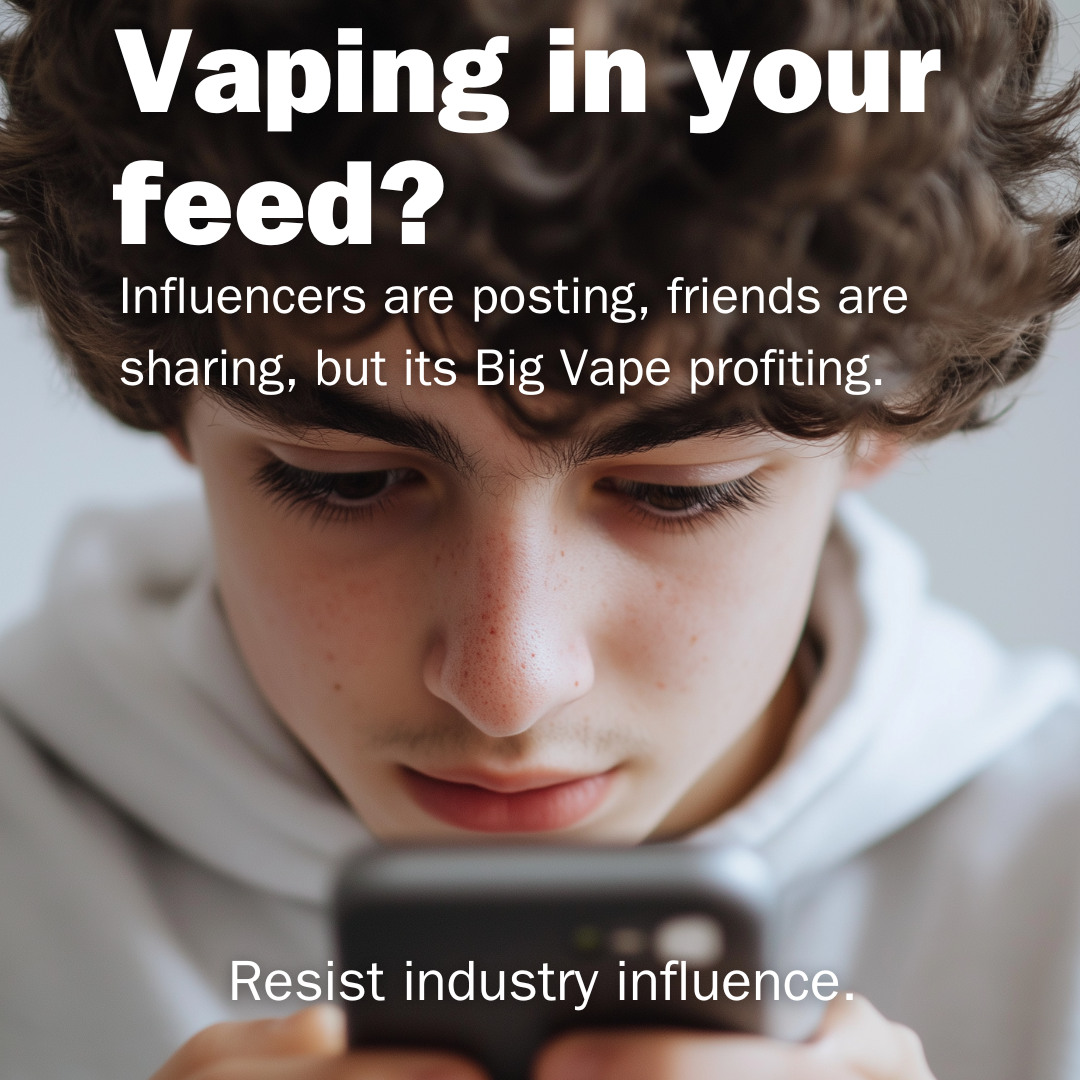 Vaping in your
feed?
Influencers are posting, friends are
sharing, but its Big Vape profiting.
Resist industry influence.